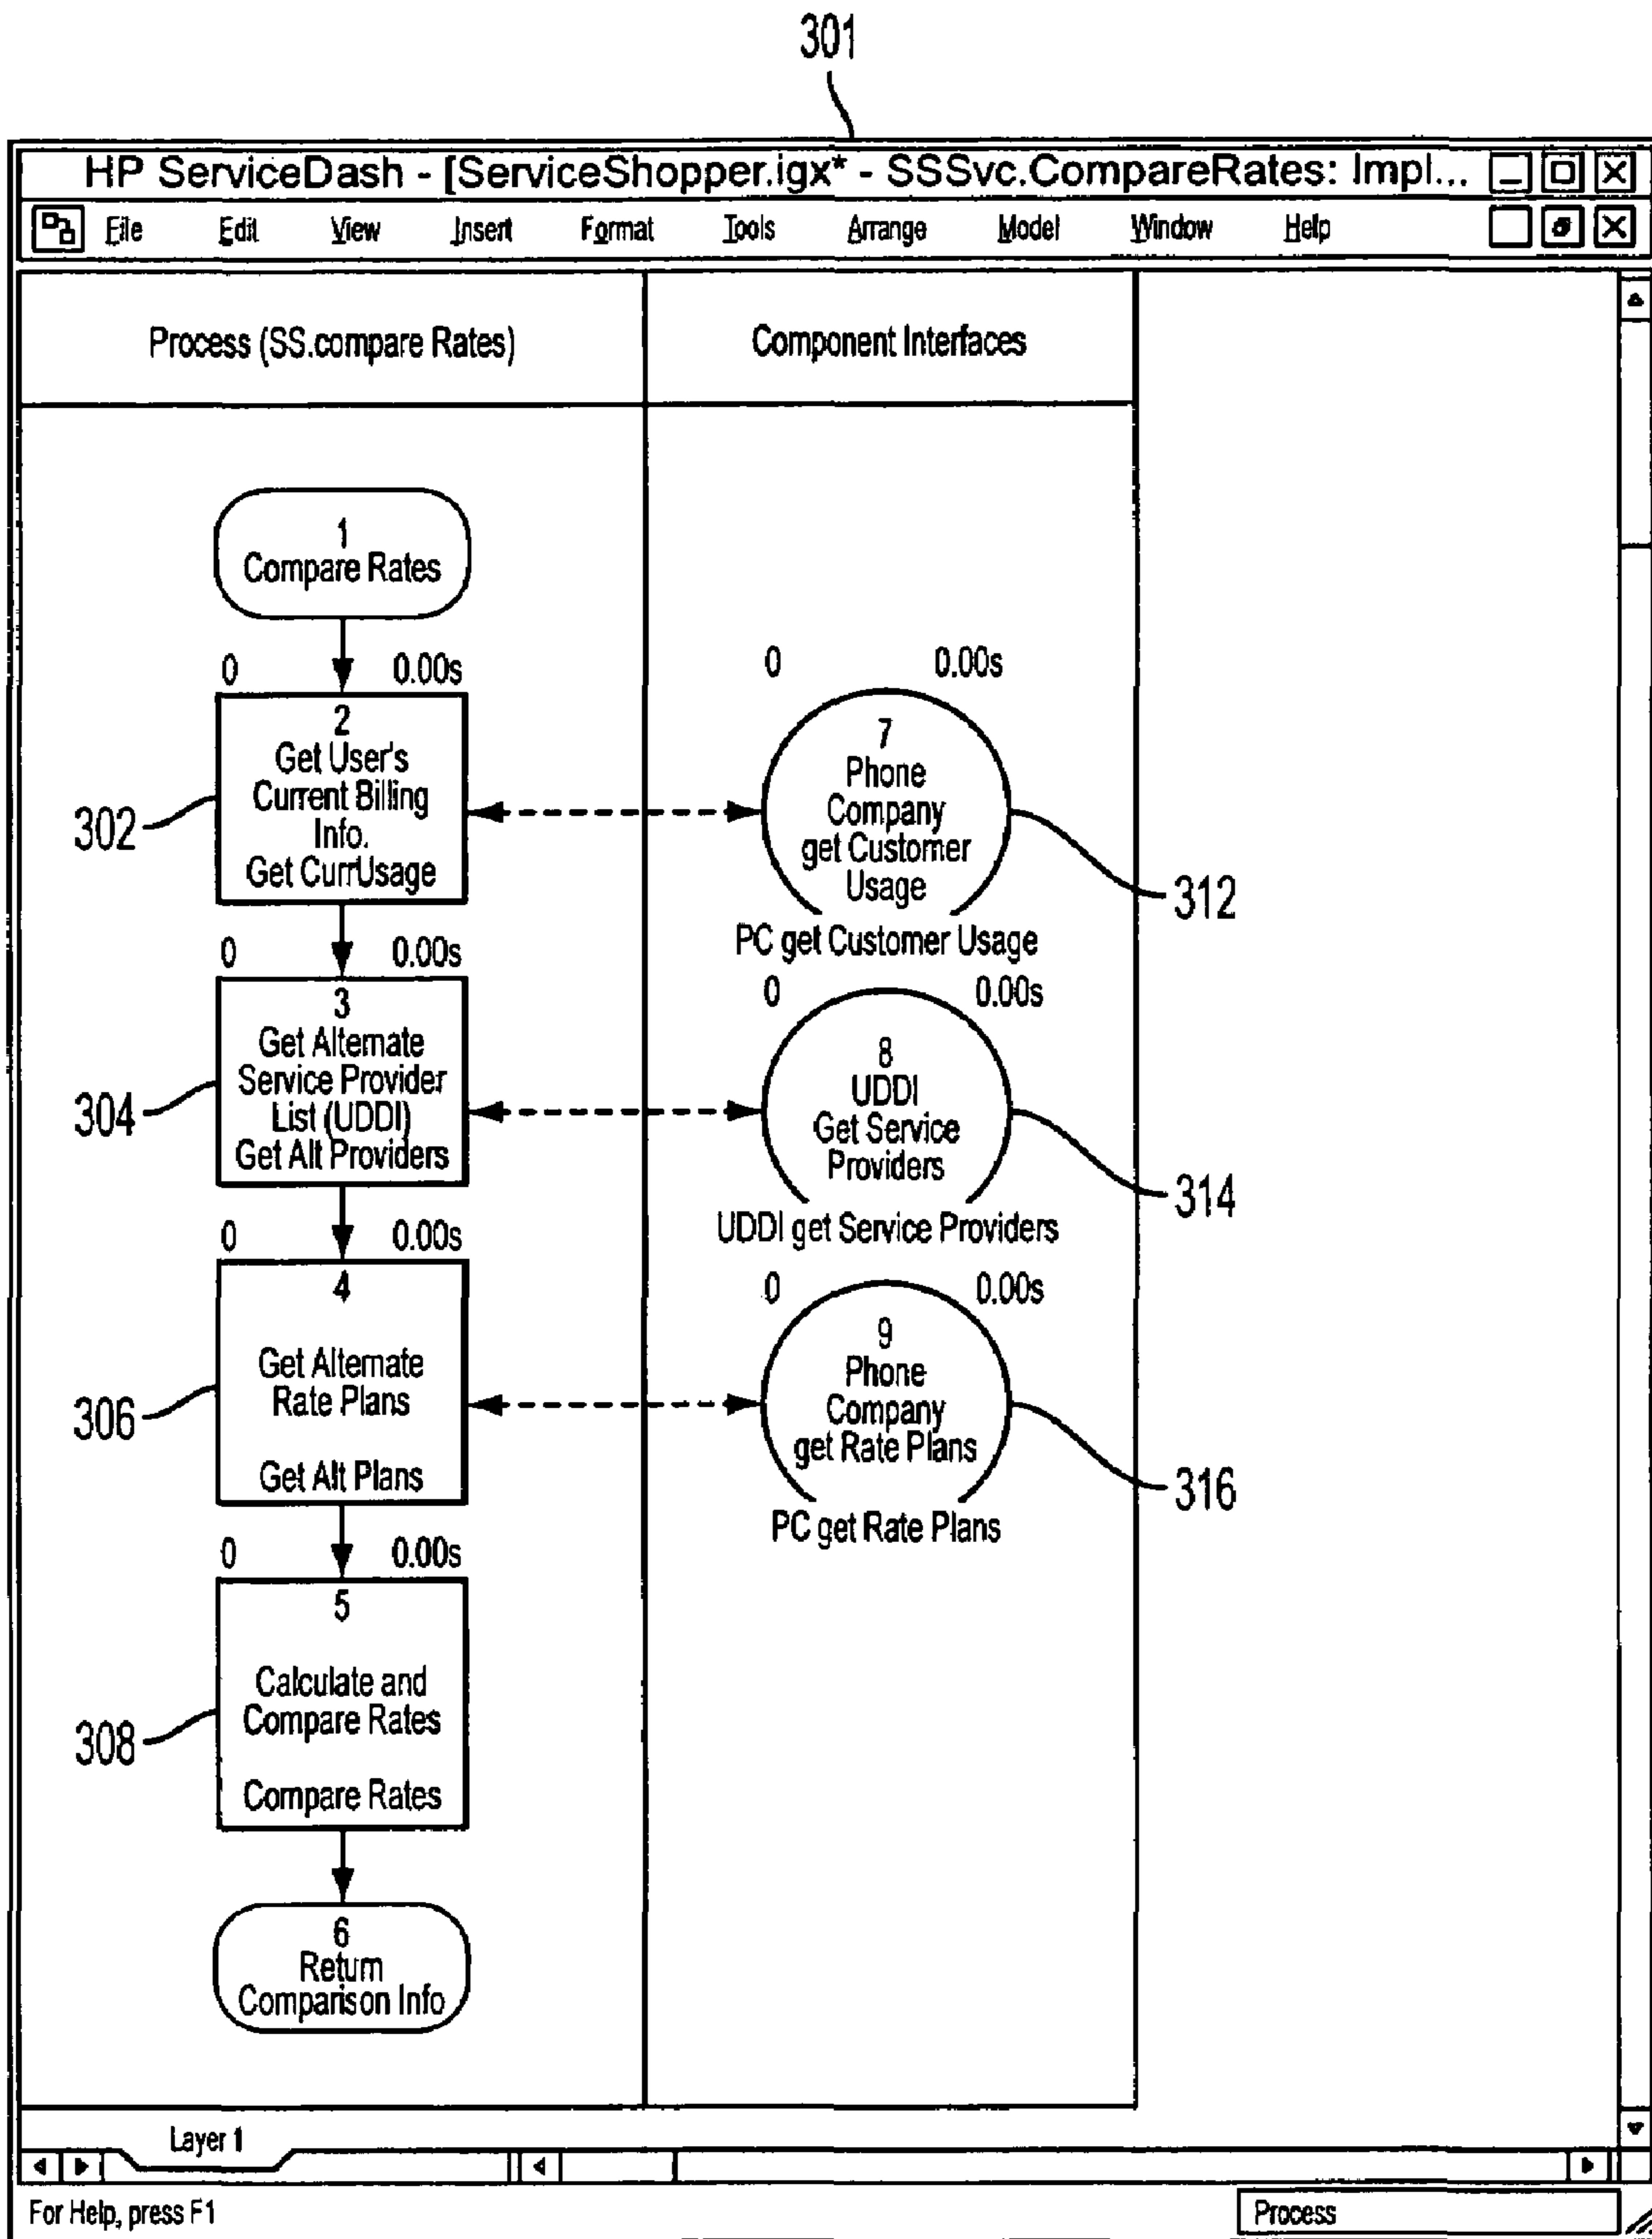 301
HP ServiceDash - [ServiceShopper.igx* - SSSvc.CompareRates: Impl...
File Edit View Insert Format Tools Arrange Model Window Help
Process (SS.compare Rates)
Component Interfaces
1
Compare Rates
0 0.00s
2
Get User's
Current Billing
Info.
Get CurrUsage
302
0 0.00s
7
Phone
Company
get Customer
Usage
PC get Customer Usage
312
0 0.00s
3
Get Alternate
Service Provider
List (UDDI)
Get Alt Providers
304
0 0.00s
8
UDDI
Get Service
Providers
UDDI get Service Providers
314
0 0.00s
4
Get Alternate
Rate Plans
Get Alt Plans
306
0 0.00s
9
Phone
Company
get Rate Plans
PC get Rate Plans
316
0 0.00s
5
Calculate and
Compare Rates
Compare Rates
308
6
Return
Comparison Info
Layer 1
For Help, press F1
Process